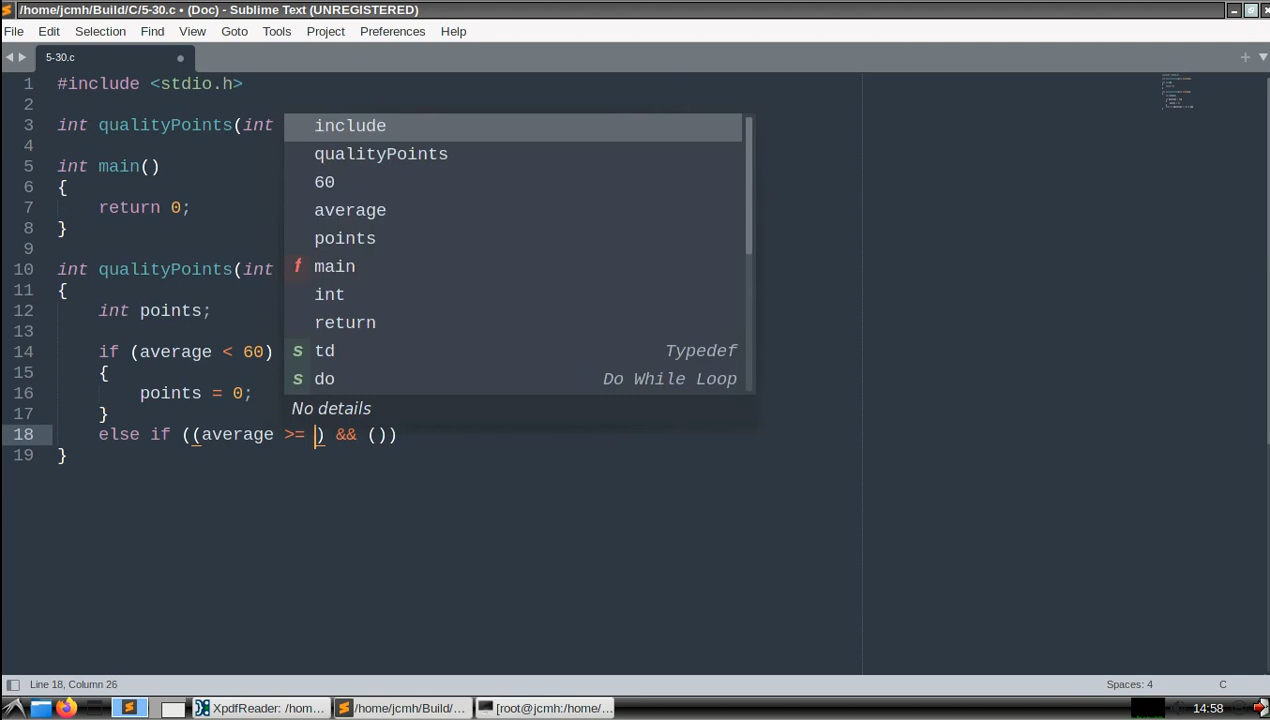 /home/jcmh/Build/C/5-30.c • (Doc) - Sublime Text (UNREGISTERED)
File Edit Selection Find View Goto Tools Project Preferences Help
5-30.c
1 #include <stdio.h>
2
3 int qualityPoints(int
4
5 int main()
6 {
7 return 0;
8 }
9
10 int qualityPoints(int
11 {
12 int points;
13
14 if (average < 60)
15 {
16 points = 0;
17 }
18 else if ((average >= ) && ())
19 }
include
qualityPoints
60
average
points
f main
int
return
s td Typedef
s do Do While Loop
No details
Line 18, Column 26 Spaces: 4 C
XpdfReader: /hom... /home/jcmh/Build/... [root@jcmh:/home/... 14:58